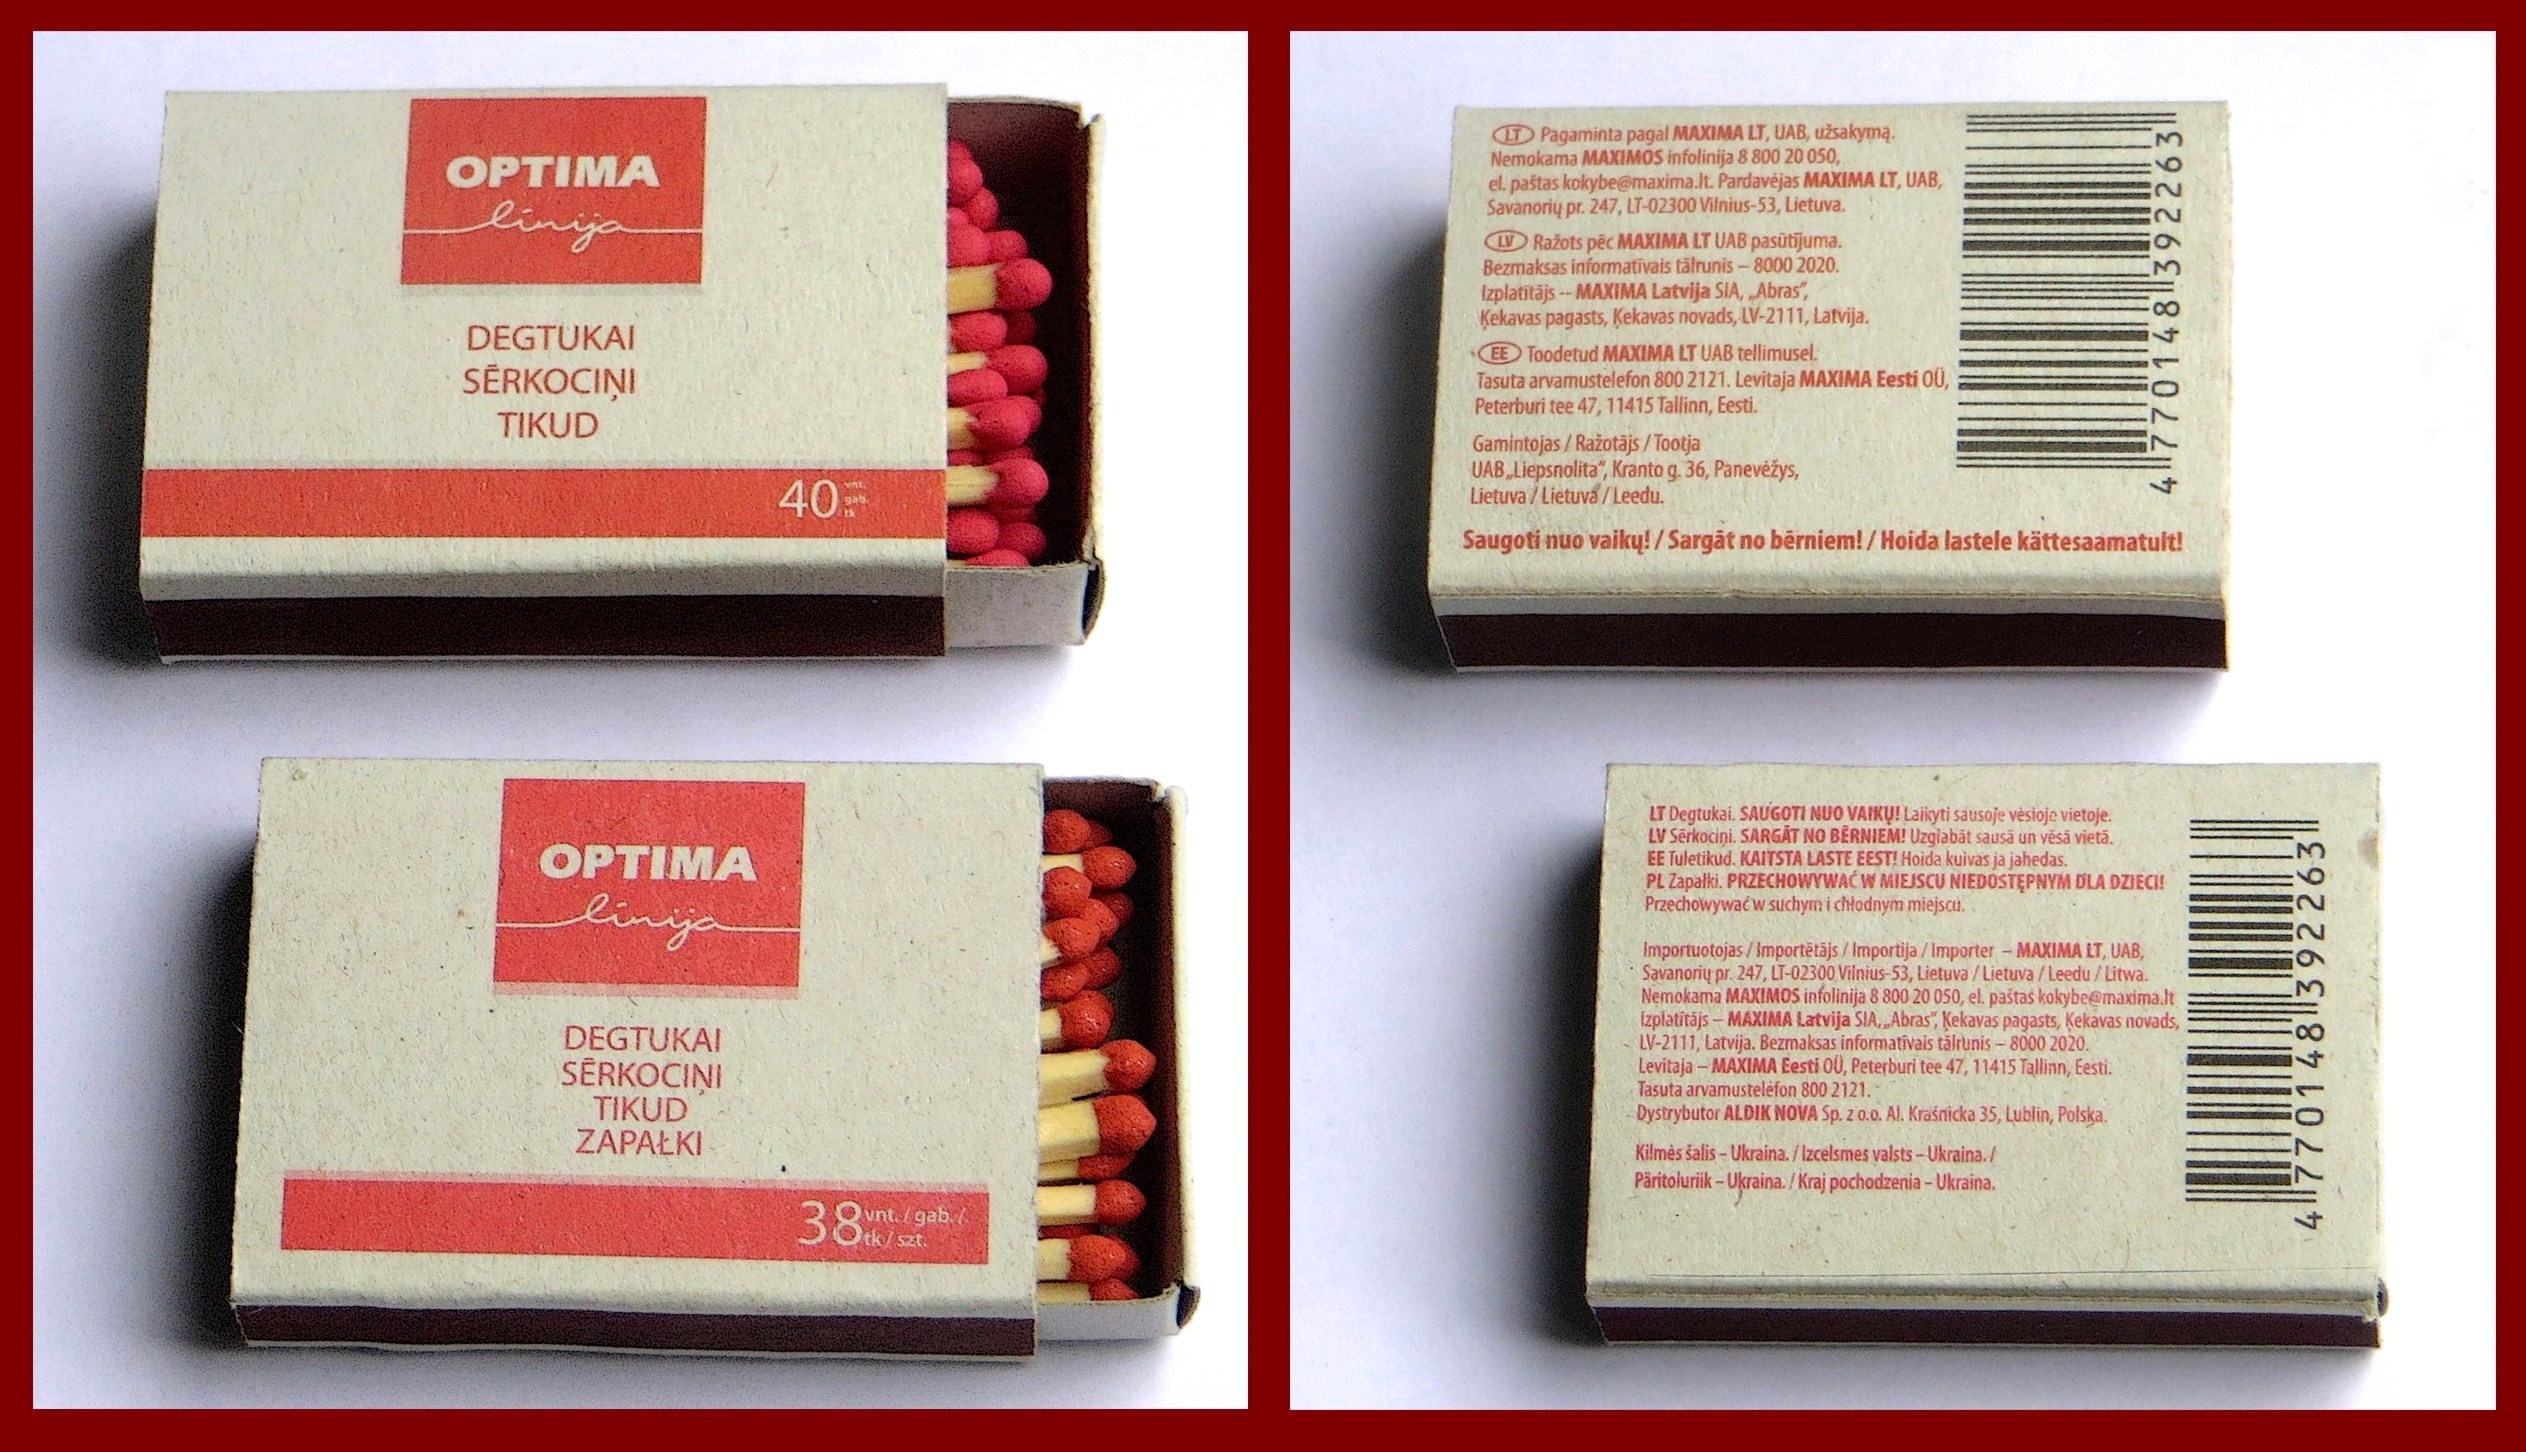 OPTIMA
linija
DEGTUKAI
SĒRKOCIŅI
TIKUD
40 vnt.
gab.
tk
LT Pagaminta pagal MAXIMA LT, UAB, užsakymą.
Nemokama MAXIMOS infolinija 8 800 20 050,
el. paštas kokybe@maxima.lt. Pardavėjas MAXIMA LT, UAB,
Savanorių pr. 247, LT-02300 Vilnius-53, Lietuva.
LV Ražots pēc MAXIMA LT UAB pasūtījuma.
Bezmaksas informatīvais tālrunis – 8000 2020.
Izplatītājs -- MAXIMA Latvija SIA, „Abras",
Ķekavas pagasts, Ķekavas novads, LV-2111, Latvija.
EE Toodetud MAXIMA LT UAB tellimusel.
Tasuta arvamustelefon 800 2121. Levitaja MAXIMA Eesti OÜ,
Peterburi tee 47, 11415 Tallinn, Eesti.
Gamintojas / Ražotājs / Tootja
UAB „Liepsnolita", Kranto g. 36, Panevėžys,
Lietuva / Lietuva / Leedu.
Saugoti nuo vaikų! / Sargāt no bērniem! / Hoida lastele kättesaamatult!
4 770148 392263
OPTIMA
linija
DEGTUKAI
SĒRKOCIŅI
TIKUD
ZAPAŁKI
38 vnt. / gab. /
tk / szt.
LT Degtukai. SAUGOTI NUO VAIKŲ! Laikyti sausoje vėsioje vietoje.
LV Sērkociņi. SARGĀT NO BĒRNIEM! Uzglabāt sausā un vēsā vietā.
EE Tuletikud. KAITSTA LASTE EEST! Hoida kuivas ja jahedas.
PL Zapałki. PRZECHOWYWAĆ W MIEJSCU NIEDOSTĘPNYM DLA DZIECI!
Przechowywać w suchym i chłodnym miejscu.
Importuotojas / Importētājs / Importija / Importer – MAXIMA LT, UAB,
Savanorių pr. 247, LT-02300 Vilnius-53, Lietuva / Lietuva / Leedu / Litwa.
Nemokama MAXIMOS infolinija 8 800 20 050, el. paštas kokybe@maxima.lt
Izplatītājs – MAXIMA Latvija SIA, „Abras", Ķekavas pagasts, Ķekavas novads,
LV-2111, Latvija. Bezmaksas informatīvais tālrunis – 8000 2020.
Levitaja – MAXIMA Eesti OÜ, Peterburi tee 47, 11415 Tallinn, Eesti.
Tasuta arvamustelefon 800 2121.
Dystrybutor ALDIK NOVA Sp. z o.o. Al. Kraśnicka 35, Lublin, Polska.
Kilmės šalis – Ukraina. / Izcelsmes valsts – Ukraina. /
Päritoluriik – Ukraina. / Kraj pochodzenia – Ukraina.
4 770148 392263